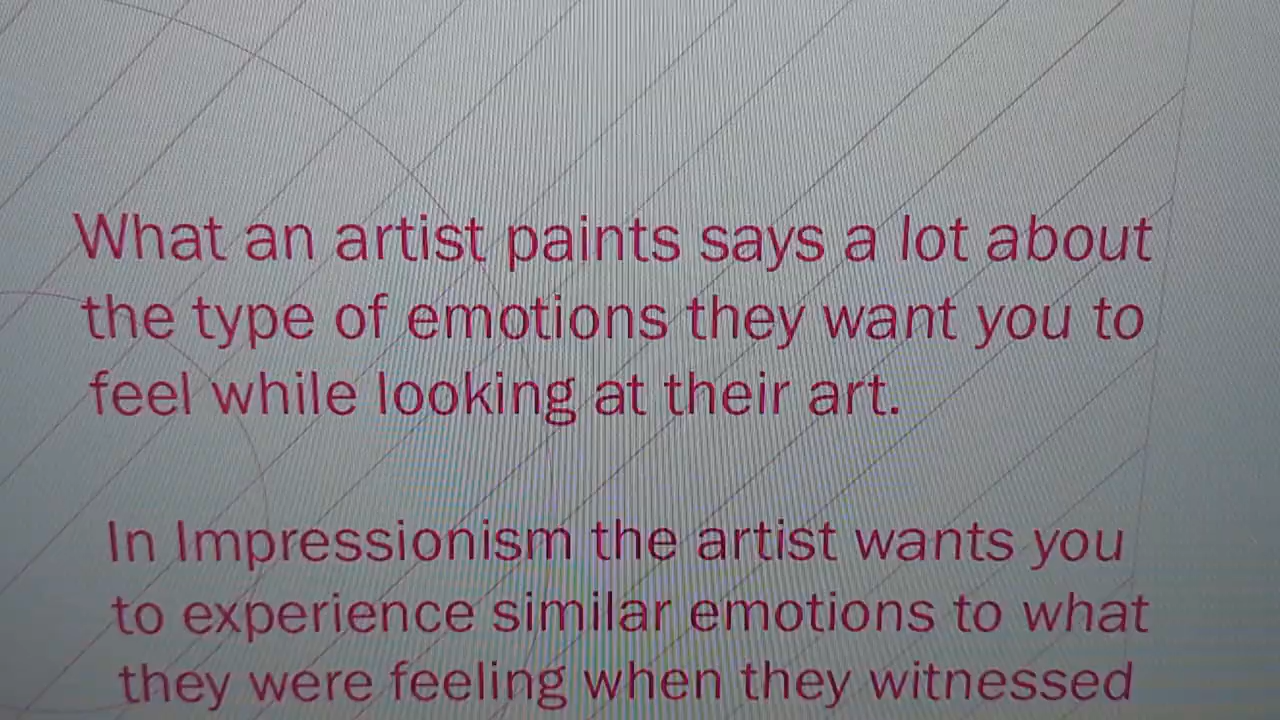 What an artist paints says a lot about
the type of emotions they want you to
feel while looking at their art.
In Impressionism the artist wants you
to experience similar emotions to what
they were feeling when they witnessed